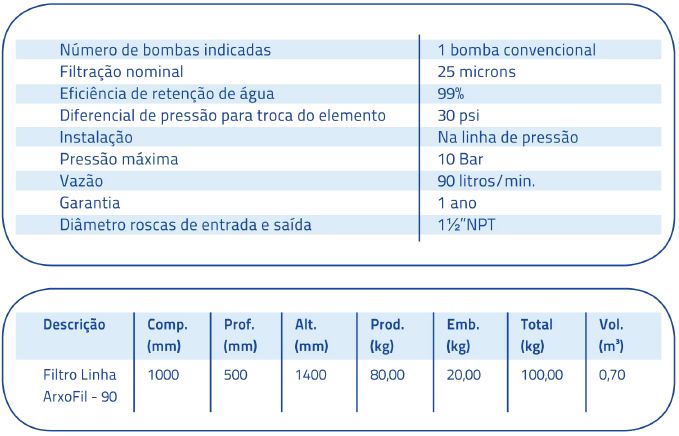 Número de bombas indicadas 1 bomba convencional
Filtração nominal 25 microns
Eficiência de retenção de água 99%
Diferencial de pressão para troca do elemento 30 psi
Instalação Na linha de pressão
Pressão máxima 10 Bar
Vazão 90 litros/min.
Garantia 1 ano
Diâmetro roscas de entrada e saída 1½”NPT
Descrição Comp. Prof. Alt. Prod. Emb. Total Vol.
(mm) (mm) (mm) (kg) (kg) (kg) (m³)
Filtro Linha 1000 500 1400 80,00 20,00 100,00 0,70
ArxoFil - 90